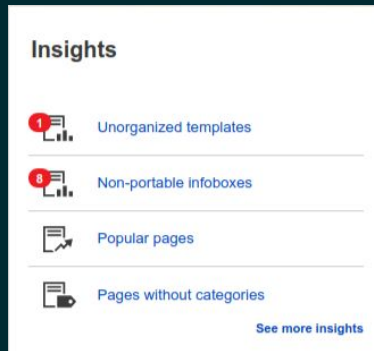 Insights
1 Unorganized templates
8 Non-portable infoboxes
Popular pages
Pages without categories
See more insights